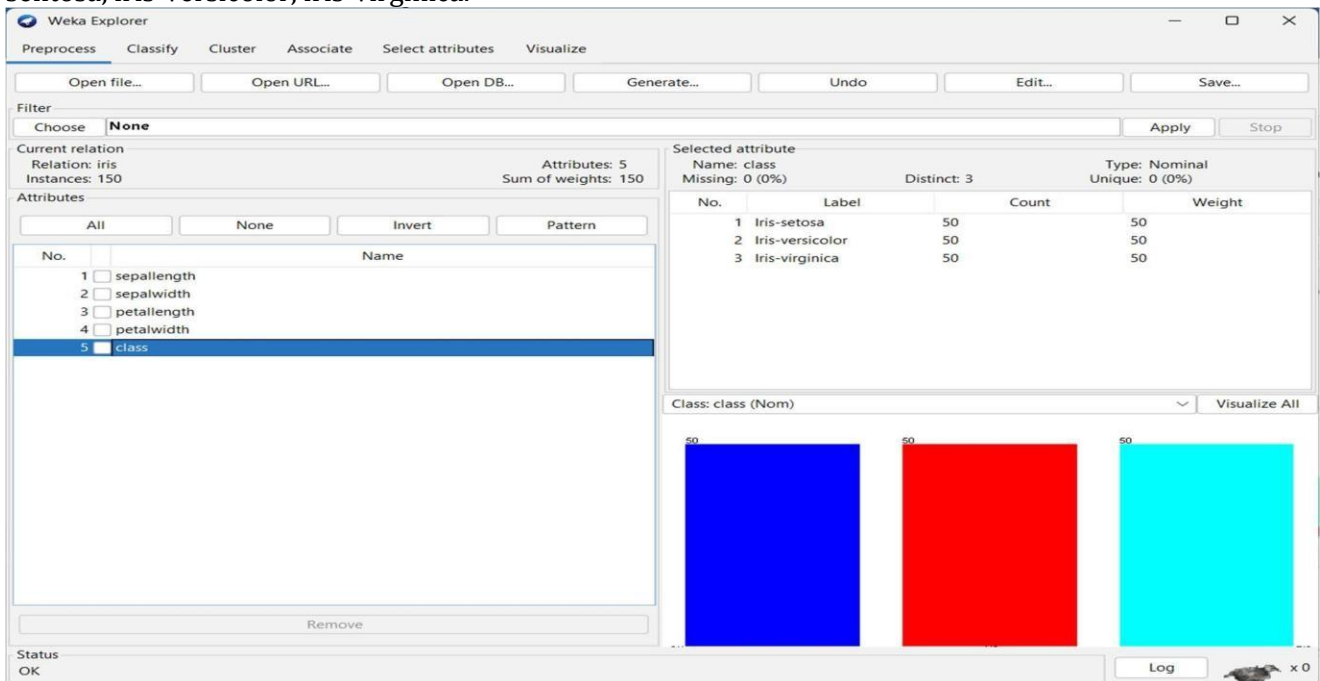 setosa, iris-versicolor, iris-virginica.
Weka Explorer
Preprocess Classify Cluster Associate Select attributes Visualize
Open file... Open URL... Open DB... Generate... Undo Edit... Save...
Filter
Choose None Apply Stop
Current relation
Relation: iris Attributes: 5
Instances: 150 Sum of weights: 150
Selected attribute
Name: class Type: Nominal
Missing: 0 (0%) Distinct: 3 Unique: 0 (0%)
Attributes
All None Invert Pattern
No. Name
1 sepallength
2 sepalwidth
3 petallength
4 petalwidth
5 class
Remove
No. Label Count Weight
1 Iris-setosa 50 50
2 Iris-versicolor 50 50
3 Iris-virginica 50 50
Class: class (Nom) Visualize All
50 50 50
Status
OK
Log x 0